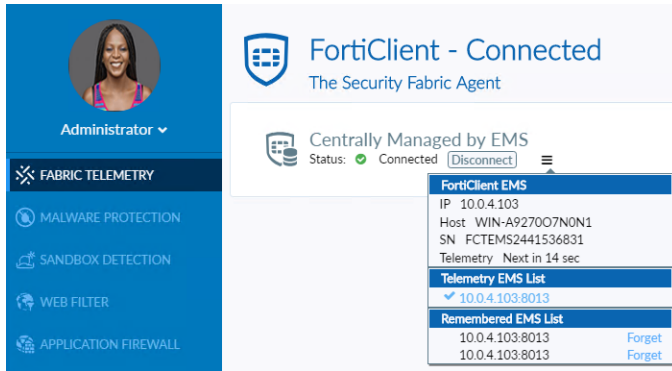 FortiClient - Connected
The Security Fabric Agent
Administrator
FABRIC TELEMETRY
MALWARE PROTECTION
SANDBOX DETECTION
WEB FILTER
APPLICATION FIREWALL
Centrally Managed by EMS
Status: Connected Disconnect
FortiClient EMS
IP 10.0.4.103
Host WIN-A9270O7N0N1
SN FCTEMS2441536831
Telemetry Next in 14 sec
Telemetry EMS List
10.0.4.103:8013
Remembered EMS List
10.0.4.103:8013 Forget
10.0.4.103:8013 Forget